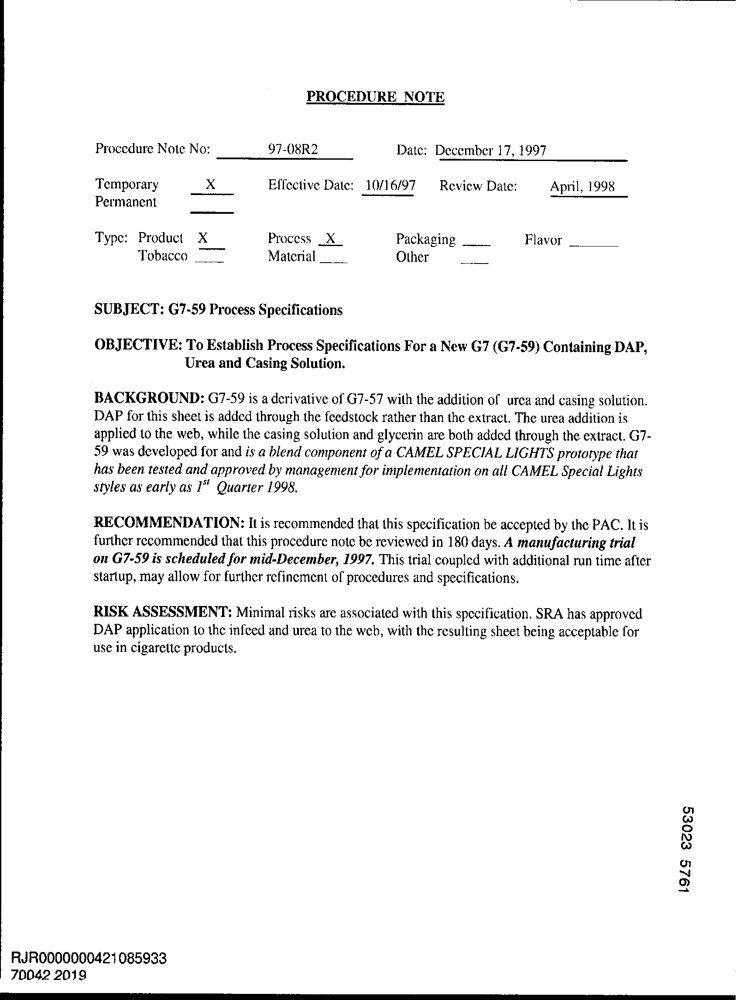 PROCEDURE NOTE
Procedure Note No: 97-08R2 Date: December 17, 1997
Temporary X Effective Date: 10/16/97 Review Date: April, 1998
Permanent
Type: Product X Process X Packaging ____ Flavor ____
Tobacco ____ Material ____ Other ____
SUBJECT: G7-59 Process Specifications
OBJECTIVE: To Establish Process Specifications For a New G7 (G7-59) Containing DAP,
Urea and Casing Solution.
BACKGROUND: G7-59 is a derivative of G7-57 with the addition of urea and casing solution.
DAP for this sheet is added through the feedstock rather than the extract. The urea addition is
applied to the web, while the casing solution and glycerin are both added through the extract. G7-
59 was developed for and is a blend component of a CAMEL SPECIAL LIGHTS prototype that
has been tested and approved by management for implementation on all CAMEL Special Lights
styles as early as 1st Quarter 1998.
RECOMMENDATION: It is recommended that this specification be accepted by the PAC. It is
further recommended that this procedure note be reviewed in 180 days. A manufacturing trial
on G7-59 is scheduled for mid-December, 1997. This trial coupled with additional run time after
startup, may allow for further refinement of procedures and specifications.
RISK ASSESSMENT: Minimal risks are associated with this specification. SRA has approved
DAP application to the infeed and urea to the web, with the resulting sheet being acceptable for
use in cigarette products.
53023 5761
RJR0000000421085933
70042 2019